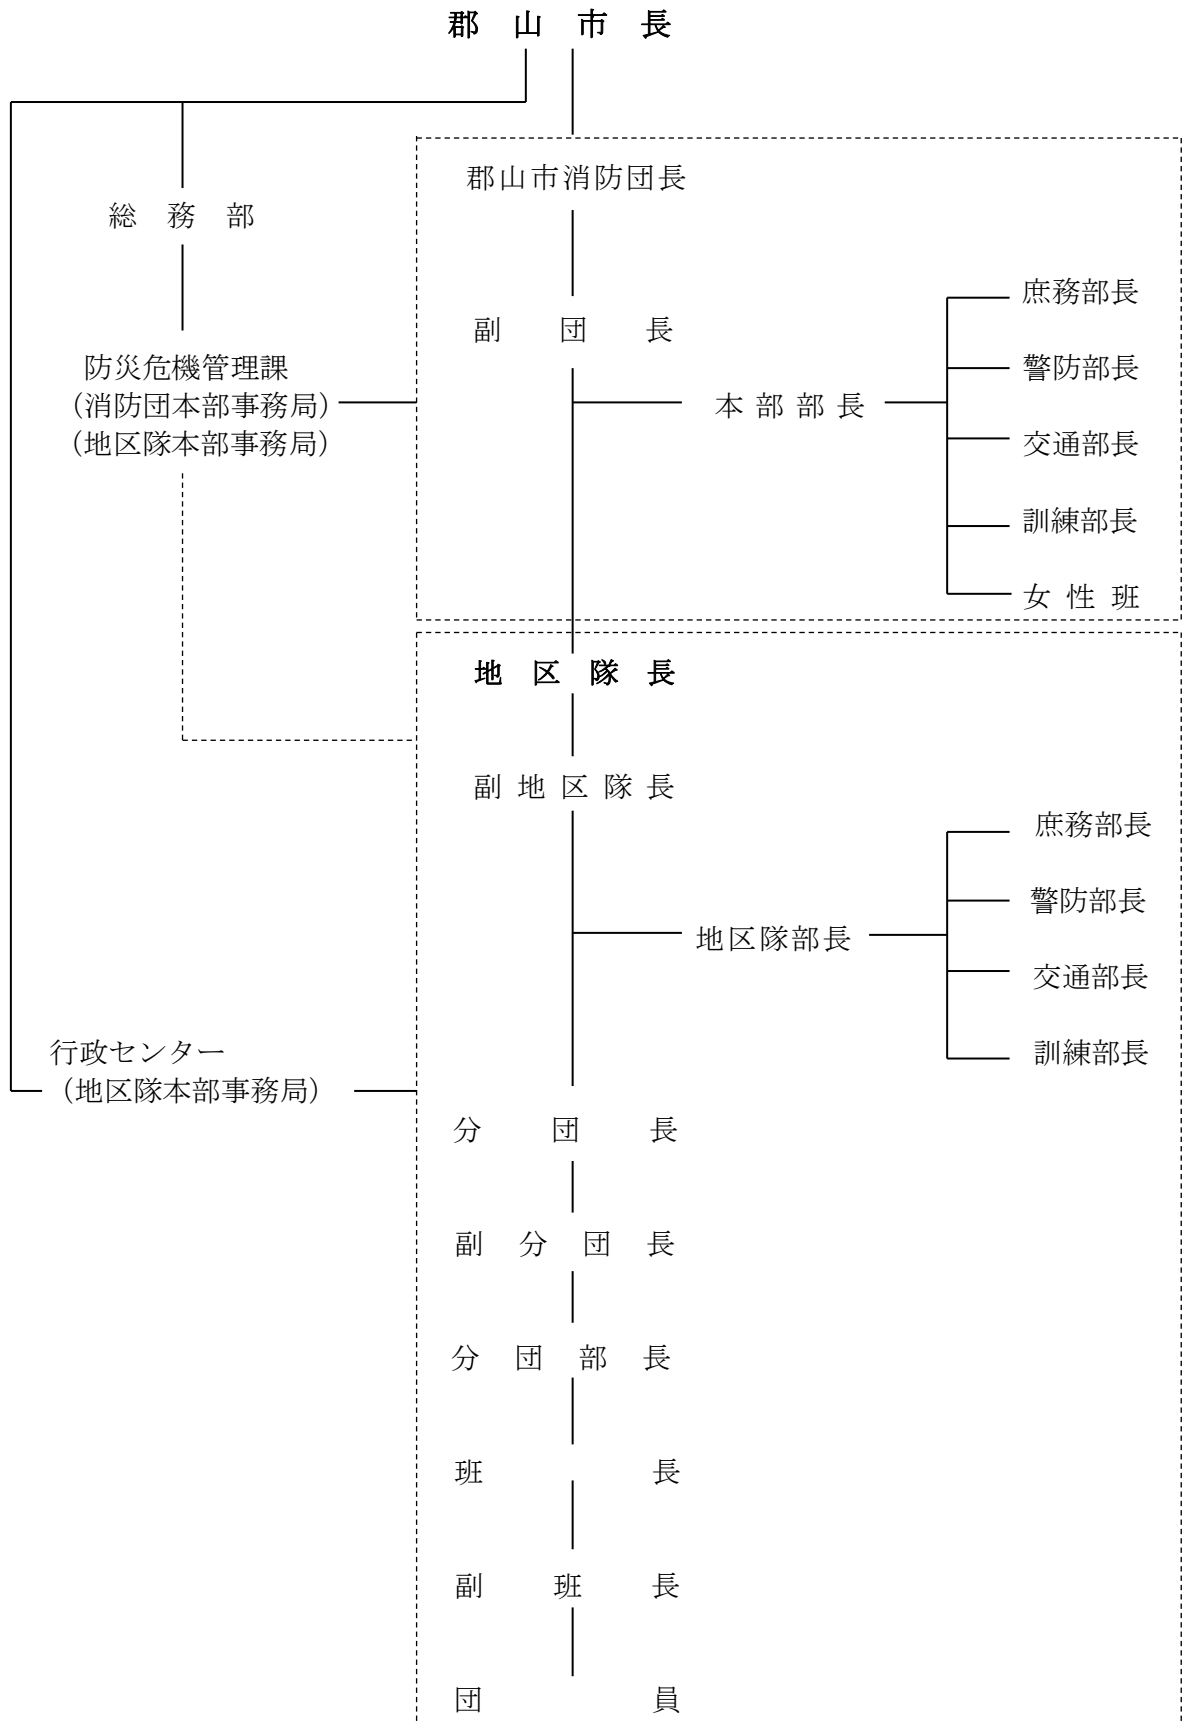 郡山市長
郡山市消防団長
総務部
庶務部長
副団長
防災危機管理課
警防部長
（消防団本部事務局）
本部部長
（地区隊本部事務局）
交通部長
訓練部長
女性班
地区隊長
副地区隊長
庶務部長
警防部長
地区隊部長
交通部長
行政センター
訓練部長
（地区隊本部事務局）
分団長
副分団長
分団部長
班長
副班長
団員